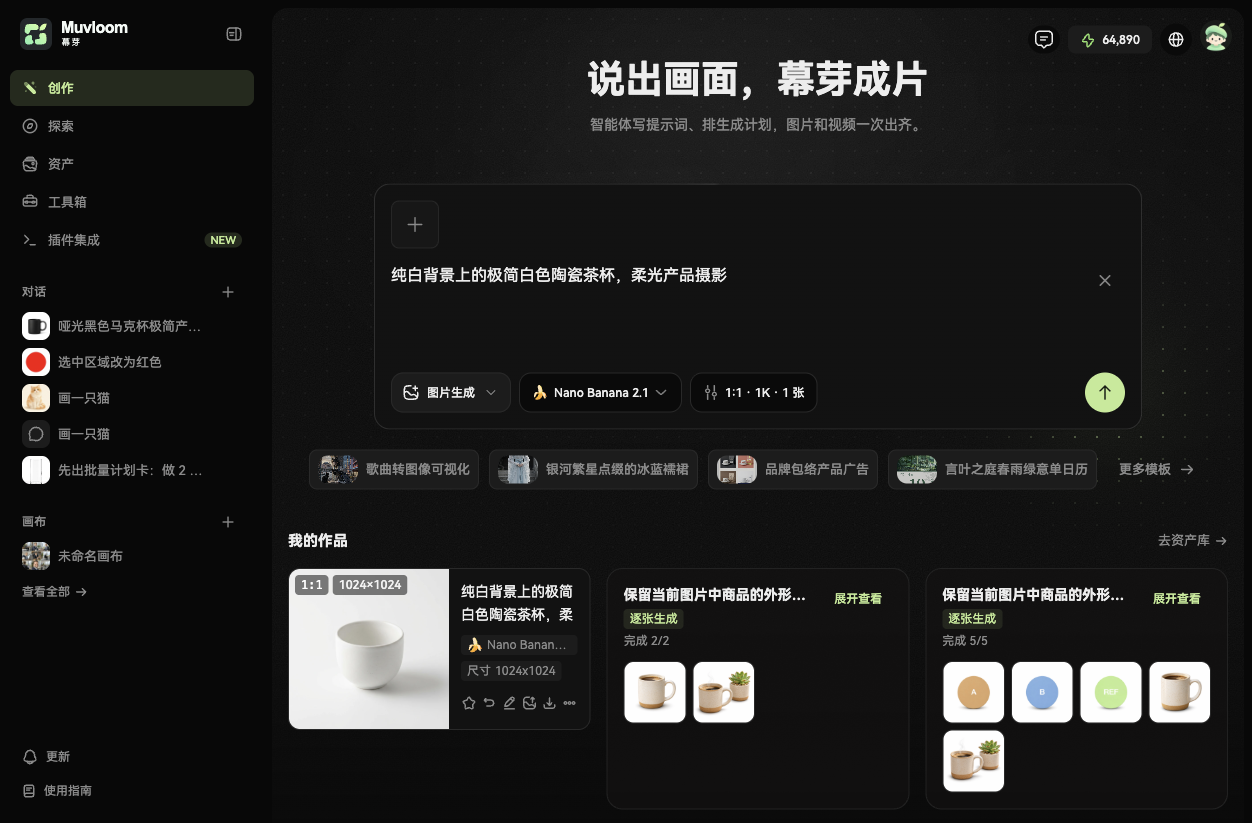 Muvloom
幕芽
创作
探索
资产
工具箱
插件集成 NEW
对话
哑光黑色马克杯极简产...
选中区域改为红色
画一只猫
画一只猫
先出批量计划卡：做 2 ...
画布
未命名画布
查看全部
更新
使用指南
64,890
说出画面，幕芽成片
智能体写提示词、排生成计划，图片和视频一次出齐。
纯白背景上的极简白色陶瓷茶杯，柔光产品摄影
图片生成 Nano Banana 2.1 1:1 · 1K · 1 张
歌曲转图像可视化 银河繁星点缀的冰蓝襦裙 品牌包络产品广告 言叶之庭春雨绿意单日历 更多模板
我的作品 去资产库
1:1 1024×1024
纯白背景上的极简
白色陶瓷茶杯，柔
Nano Banan...
尺寸 1024x1024
保留当前图片中商品的外形... 展开查看
逐张生成
完成 2/2
保留当前图片中商品的外形... 展开查看
逐张生成
完成 5/5
A B REF